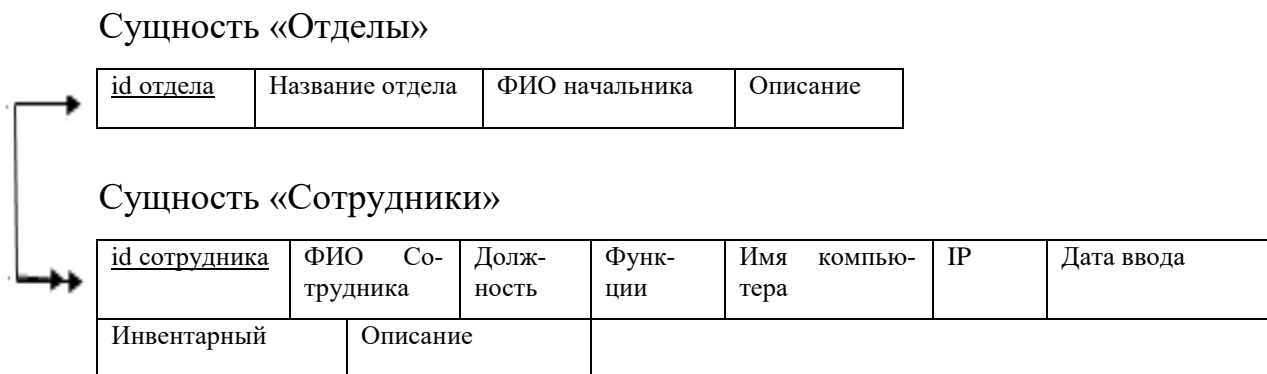 Сущность «Отделы»
id отдела Название отдела ФИО начальника Описание
Сущность «Сотрудники»
id сотрудника ФИО Со- Долж- Функ- Имя компью- IP Дата ввода
трудника ность ции тера
Инвентарный Описание